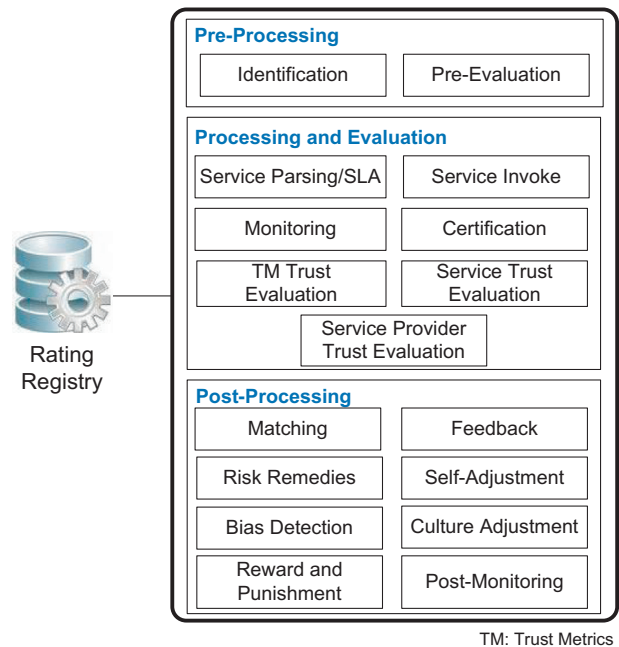 Pre-Processing
Identification
Pre-Evaluation
Processing and Evaluation
Service Parsing/SLA
Service Invoke
Monitoring
Certification
TM Trust
Evaluation
Service Trust
Evaluation
Service Provider
Trust Evaluation
Rating
Registry
Post-Processing
Matching
Feedback
Risk Remedies
Self-Adjustment
Bias Detection
Culture Adjustment
Reward and
Punishment
Post-Monitoring
TM: Trust Metrics